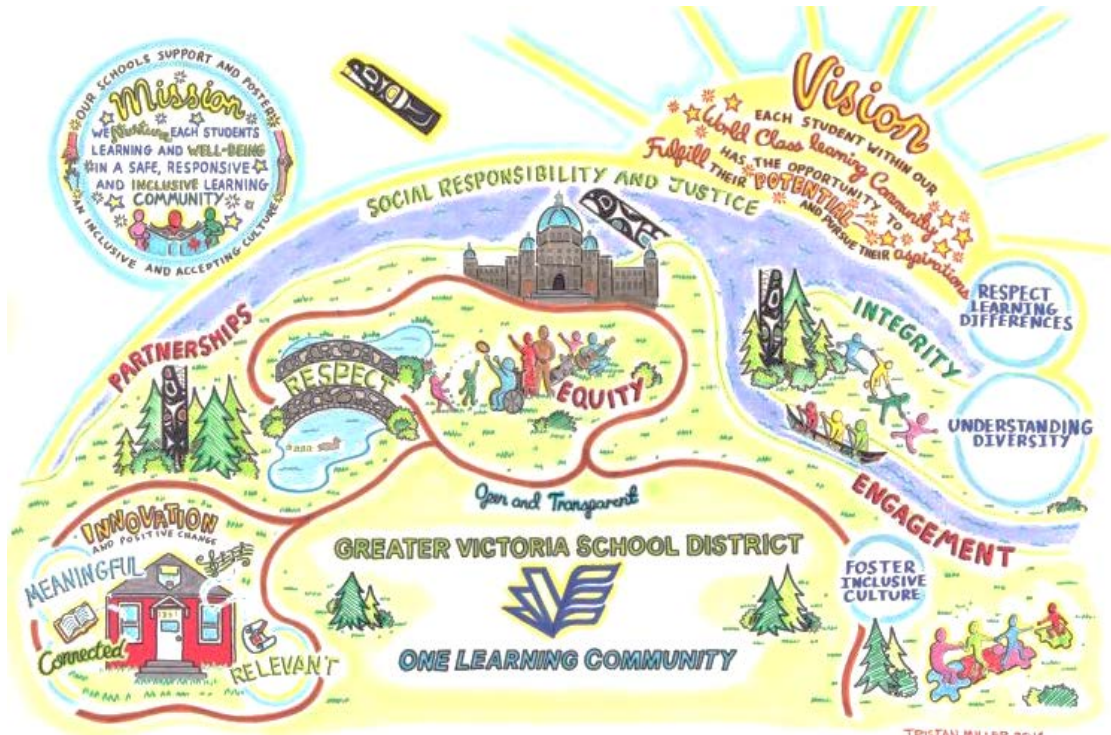 OUR SCHOOLS SUPPORT AND FOSTER
AN INCLUSIVE AND ACCEPTING CULTURE
Mission
WE Nurture EACH STUDENTS
LEARNING AND WELL-BEING
IN A SAFE, RESPONSIVE
AND INCLUSIVE LEARNING
COMMUNITY
Vision
EACH STUDENT WITHIN OUR
World Class learning Community
HAS THE OPPORTUNITY TO
Fulfill THEIR POTENTIAL
AND PURSUE THEIR aspirations
SOCIAL RESPONSIBILITY AND JUSTICE
PARTNERSHIPS
RESPECT
EQUITY
INTEGRITY
RESPECT
LEARNING
DIFFERENCES
UNDERSTANDING
DIVERSITY
ENGAGEMENT
Open and Transparent
GREATER VICTORIA SCHOOL DISTRICT
ONE LEARNING COMMUNITY
INNOVATION
AND POSITIVE CHANGE
MEANINGFUL
Connected
RELEVANT
FOSTER
INCLUSIVE
CULTURE
TRISTAN MILLER